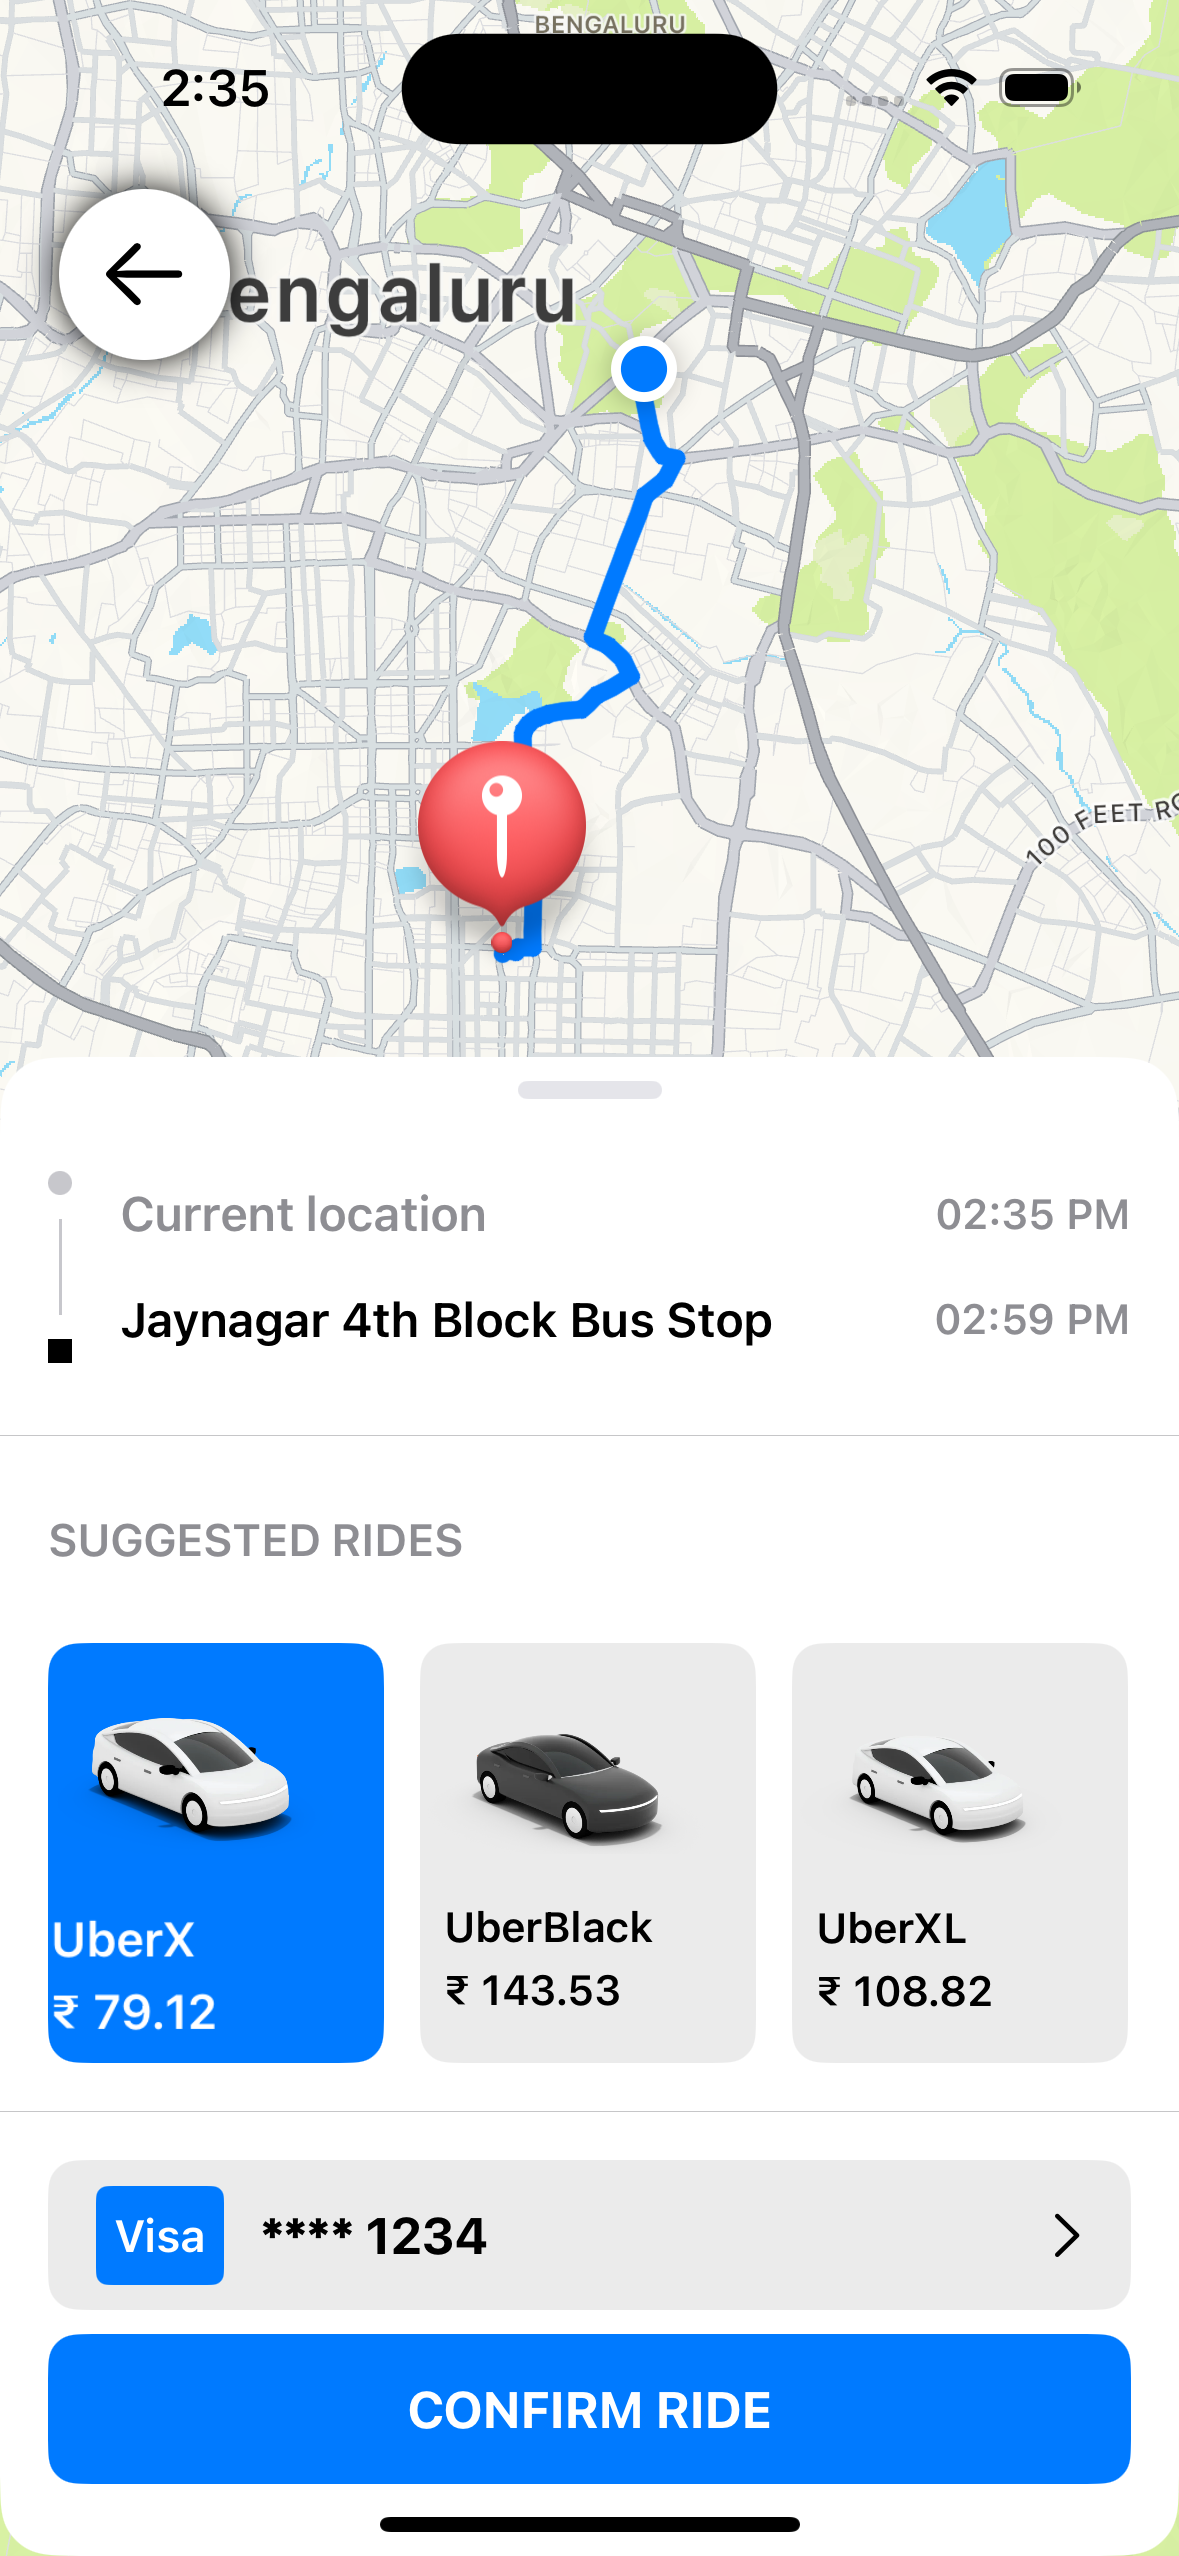 BENGALURU
2:35
engaluru
100 FEET R
Current location
02:35 PM
Jaynagar 4th Block Bus Stop
02:59 PM
SUGGESTED RIDES
UberX
₹ 79.12
UberBlack
₹ 143.53
UberXL
₹ 108.82
Visa
**** 1234
CONFIRM RIDE